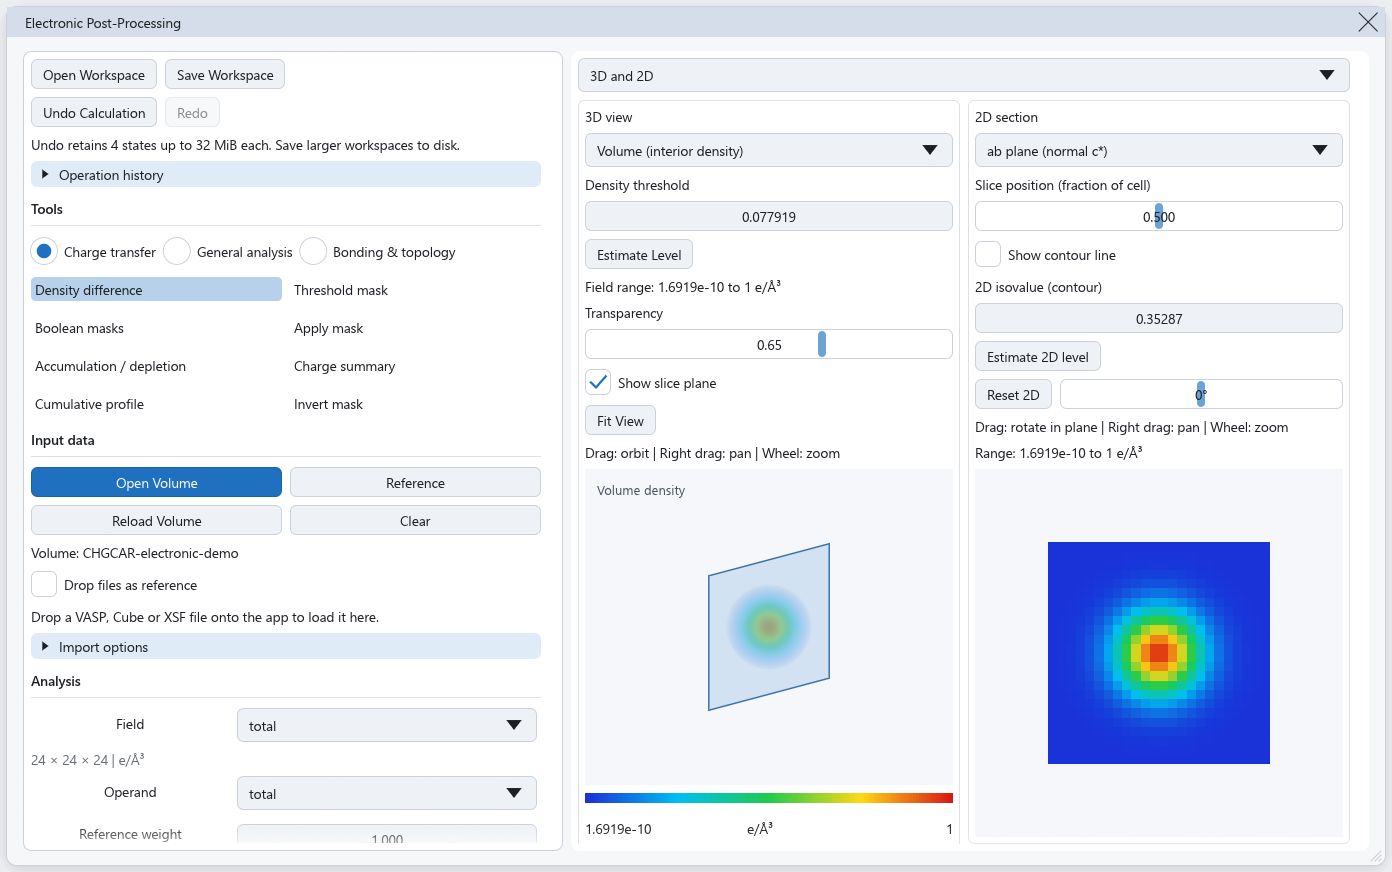 Electronic Post-Processing
Open Workspace
Save Workspace
Undo Calculation
Redo
Undo retains 4 states up to 32 MiB each. Save larger workspaces to disk.
Operation history
Tools
Charge transfer
General analysis
Bonding & topology
Density difference
Threshold mask
Boolean masks
Apply mask
Accumulation / depletion
Charge summary
Cumulative profile
Invert mask
Input data
Open Volume
Reference
Reload Volume
Clear
Volume: CHGCAR-electronic-demo
Drop files as reference
Drop a VASP, Cube or XSF file onto the app to load it here.
Import options
Analysis
Field
total
24 × 24 × 24 | e/Å³
Operand
total
Reference weight
1.000
3D and 2D
3D view
Volume (interior density)
Density threshold
0.077919
Estimate Level
Field range: 1.6919e-10 to 1 e/Å³
Transparency
0.65
Show slice plane
Fit View
Drag: orbit | Right drag: pan | Wheel: zoom
Volume density
1.6919e-10
e/Å³
1
2D section
ab plane (normal c*)
Slice position (fraction of cell)
0.500
Show contour line
2D isovalue (contour)
0.35287
Estimate 2D level
Reset 2D
0°
Drag: rotate in plane | Right drag: pan | Wheel: zoom
Range: 1.6919e-10 to 1 e/Å³